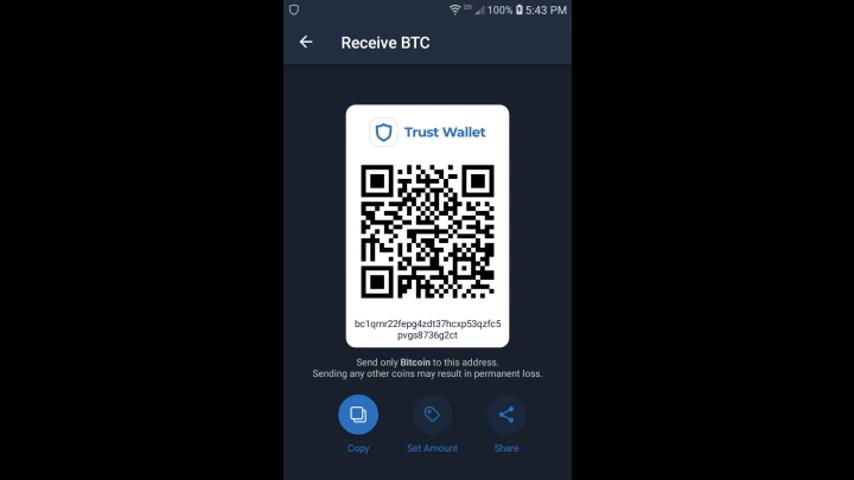 100% 5:43 PM
Receive BTC
Trust Wallet
bc1qrnr22fepg4zdt37hcxp53qzfc5
pvgs8736g2ct
Send only Bitcoin to this address.
Sending any other coins may result in permanent loss.
Copy Set Amount Share